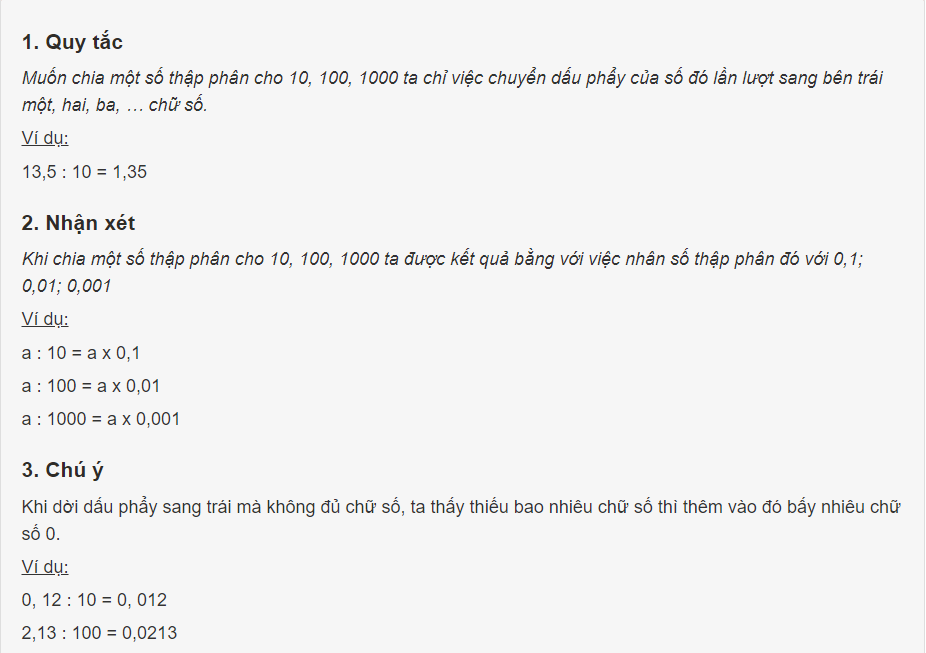 1. Quy tắc
Muốn chia một số thập phân cho 10, 100, 1000 ta chỉ việc chuyển dấu phẩy của số đó lần lượt sang bên trái
một, hai, ba, … chữ số.
Ví dụ:
13,5 : 10 = 1,35
2. Nhận xét
Khi chia một số thập phân cho 10, 100, 1000 ta được kết quả bằng với việc nhân số thập phân đó với 0,1;
0,01; 0,001
Ví dụ:
a : 10 = a x 0,1
a : 100 = a x 0,01
a : 1000 = a x 0,001
3. Chú ý
Khi dời dấu phẩy sang trái mà không đủ chữ số, ta thấy thiếu bao nhiêu chữ số thì thêm vào đó bấy nhiêu chữ
số 0.
Ví dụ:
0, 12 : 10 = 0, 012
2,13 : 100 = 0,0213